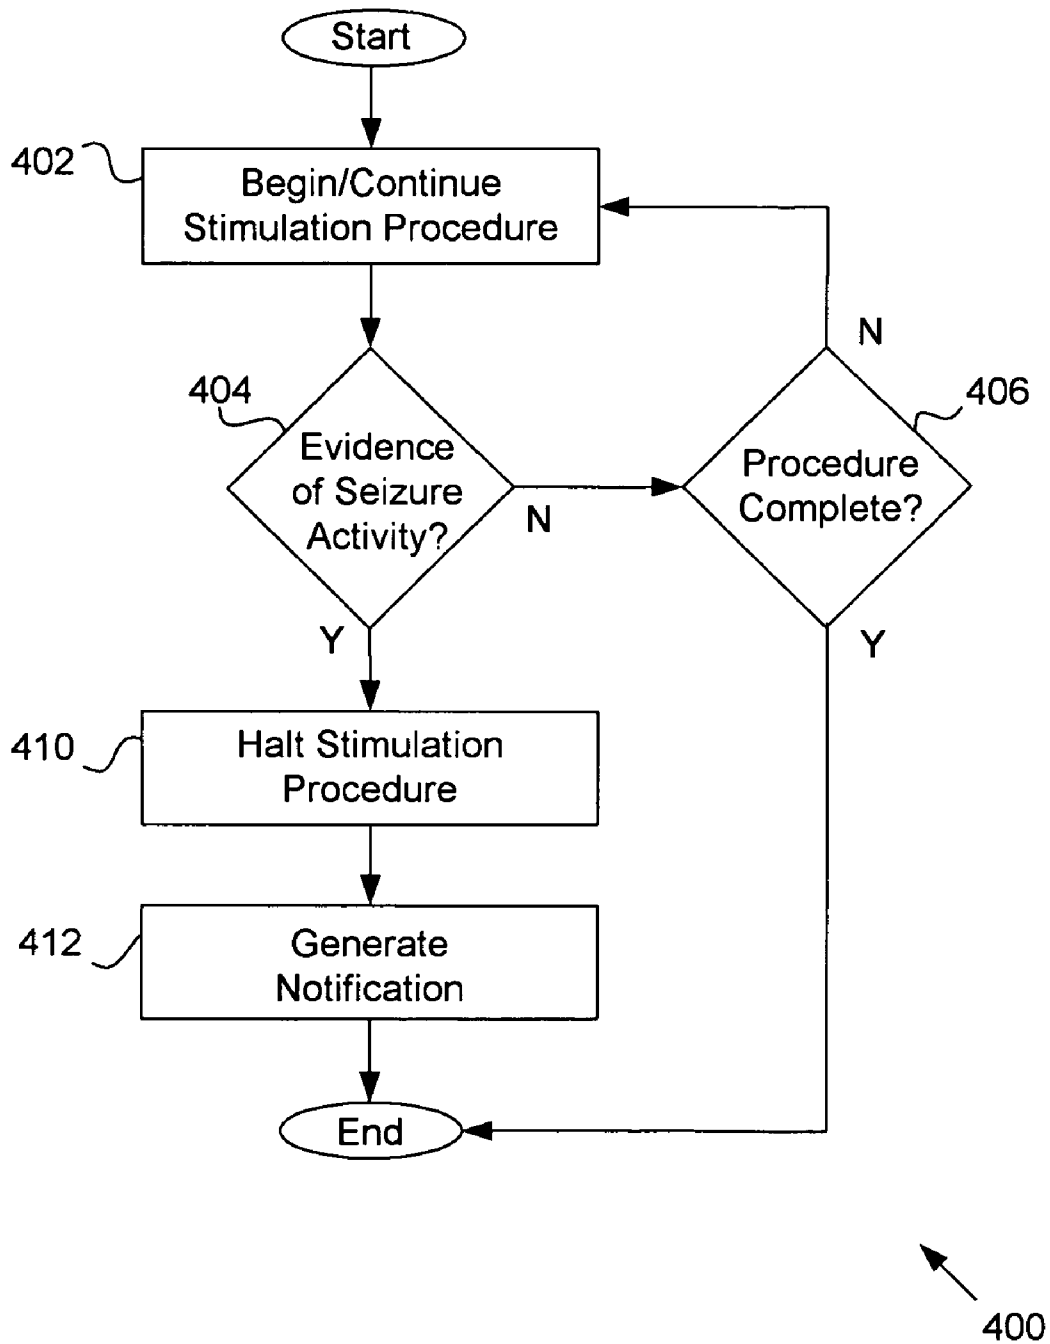 Start
402
Begin/Continue
Stimulation Procedure
N
404
406
Evidence
of Seizure
Activity?
Procedure
Complete?
N
Y
Y
410
Halt Stimulation
Procedure
412
Generate
Notification
End
400